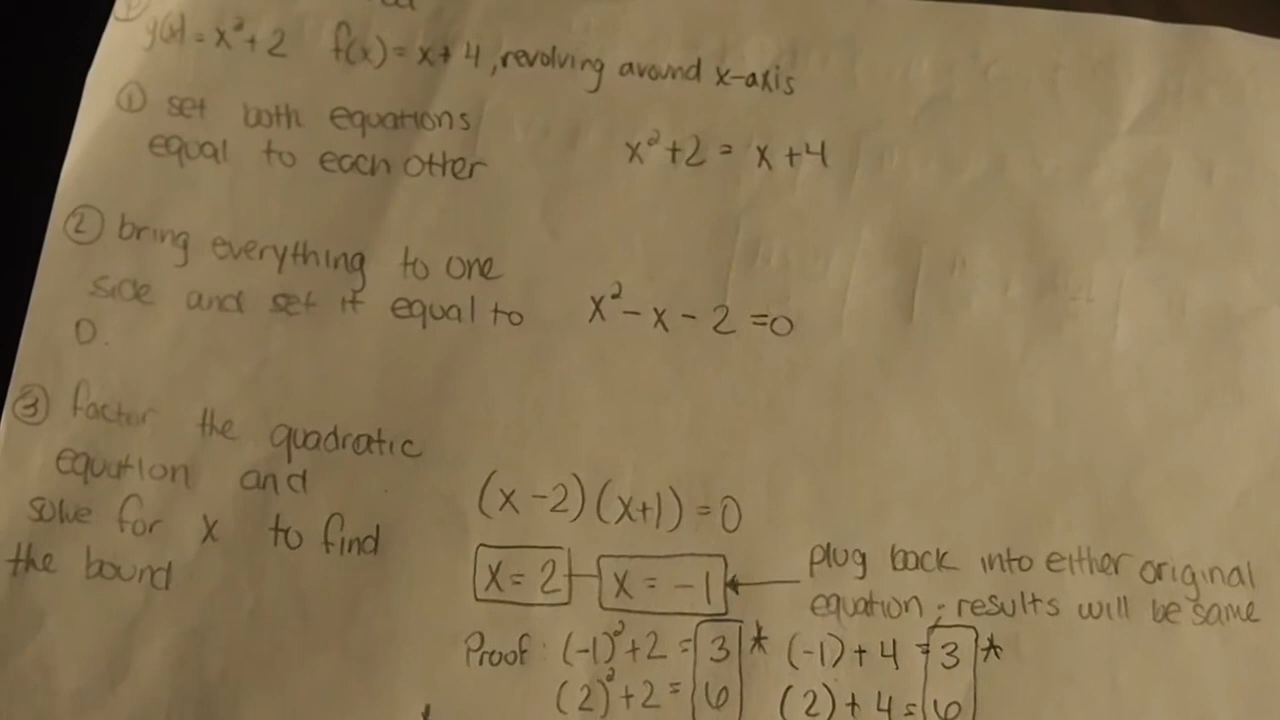 y(x) = x² + 2 f(x) = x + 4, revolving around x-axis
① set both equations
equal to each otter
x² + 2 = x + 4
② bring everything to one
side and set it equal to
0.
x² - x - 2 = 0
③ factor the quadratic
equation and
solve for x to find
the bound
(x - 2)(x + 1) = 0
x = 2 x = -1
plug back into either original
equation; results will be same
Proof: (-1)² + 2 = 3 * (-1) + 4 = 3 *
(2)² + 2 = 6 (2) + 4 = 6